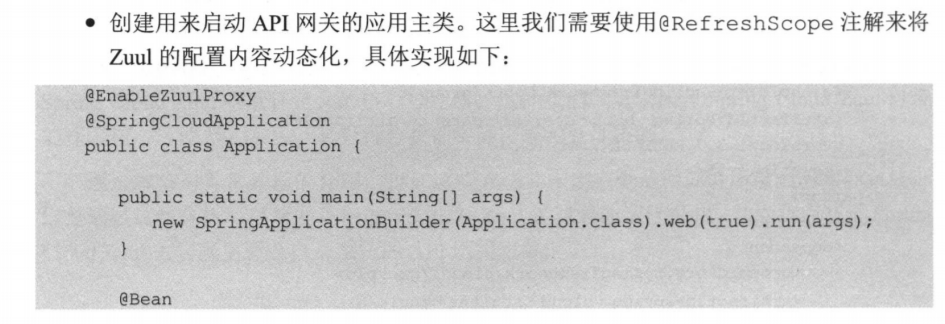 • 创建用来启动 API 网关的应用主类。这里我们需要使用@RefreshScope 注解来将
Zuul 的配置内容动态化，具体实现如下：
@EnableZuulProxy
@SpringCloudApplication
public class Application {
public static void main(String[] args) {
new SpringApplicationBuilder(Application.class).web(true).run(args);
}
@Bean